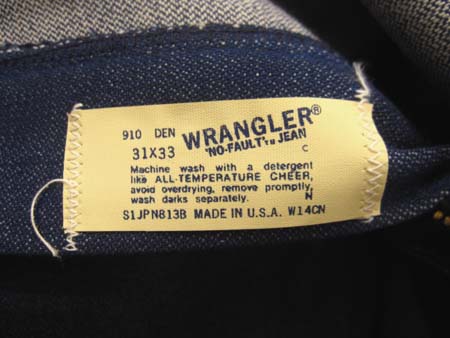 910 DEN WRANGLER®
31X33 "NO-FAULT"™ JEAN
C
Machine wash with a detergent
like ALL-TEMPERATURE CHEER,
avoid overdrying, remove promptly,
wash darks separately. N
S1JPN813B MADE IN U.S.A. W14CN